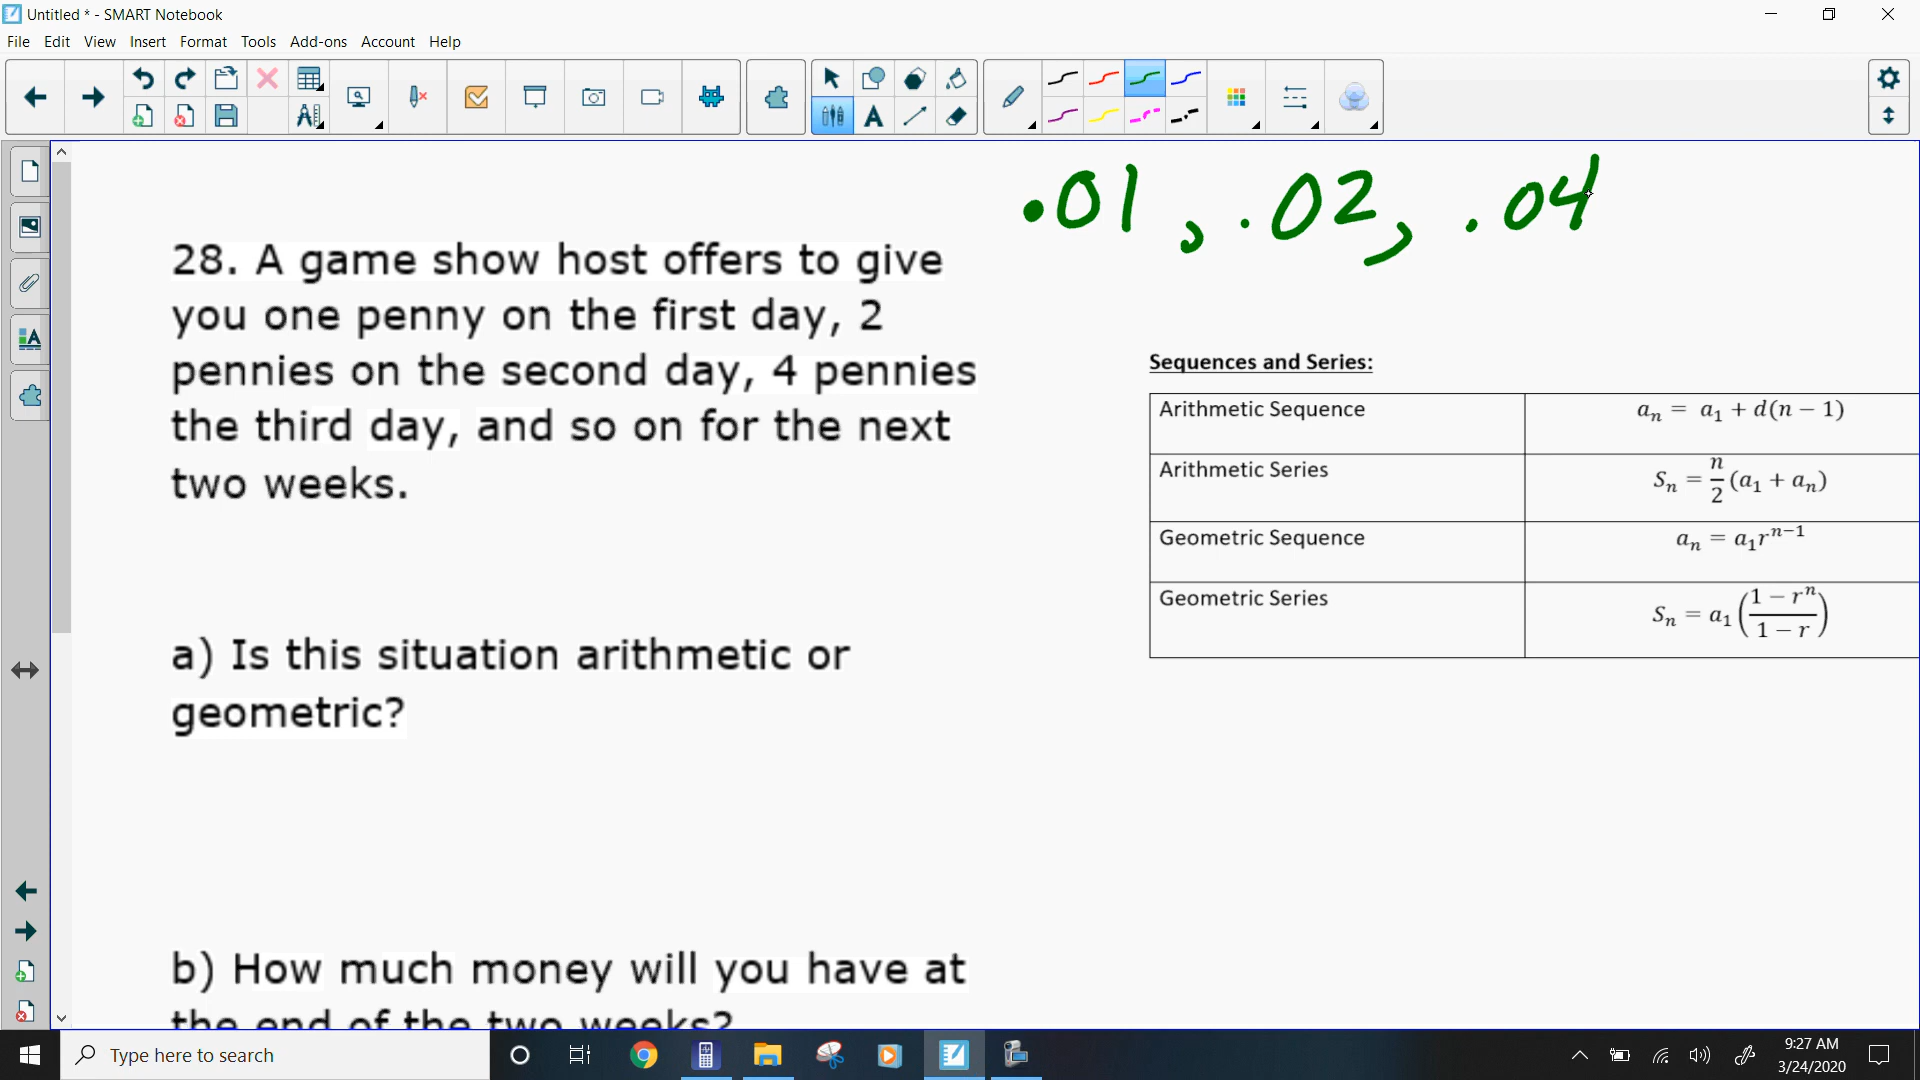 Untitled * - SMART Notebook
File Edit View Insert Format Tools Add-ons Account Help
.01 , .02, .04
28. A game show host offers to give
you one penny on the first day, 2
pennies on the second day, 4 pennies
the third day, and so on for the next
two weeks.
Sequences and Series:
Arithmetic Sequence aₙ = a₁ + d(n − 1)
Arithmetic Series Sₙ = n/2 (a₁ + aₙ)
Geometric Sequence aₙ = a₁rⁿ⁻¹
Geometric Series Sₙ = a₁ ((1 − rⁿ)/(1 − r))
a) Is this situation arithmetic or
geometric?
b) How much money will you have at
the end of the two weeks?
Type here to search
9:27 AM
3/24/2020